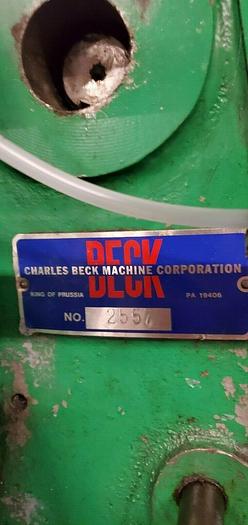 BECK
CHARLES BECK MACHINE CORPORATION
KING OF PRUSSIA PA 19406
NO. 2557